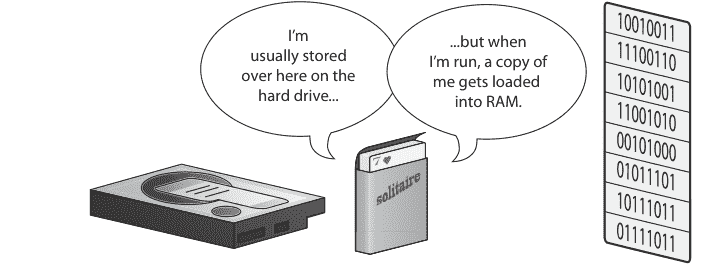 I'm
usually stored
over here on the
hard drive...
...but when
I'm run, a copy of
me gets loaded
into RAM.
7♥
solitaire
10010011
11100110
10101001
11001010
00101000
01011101
10111011
01111011